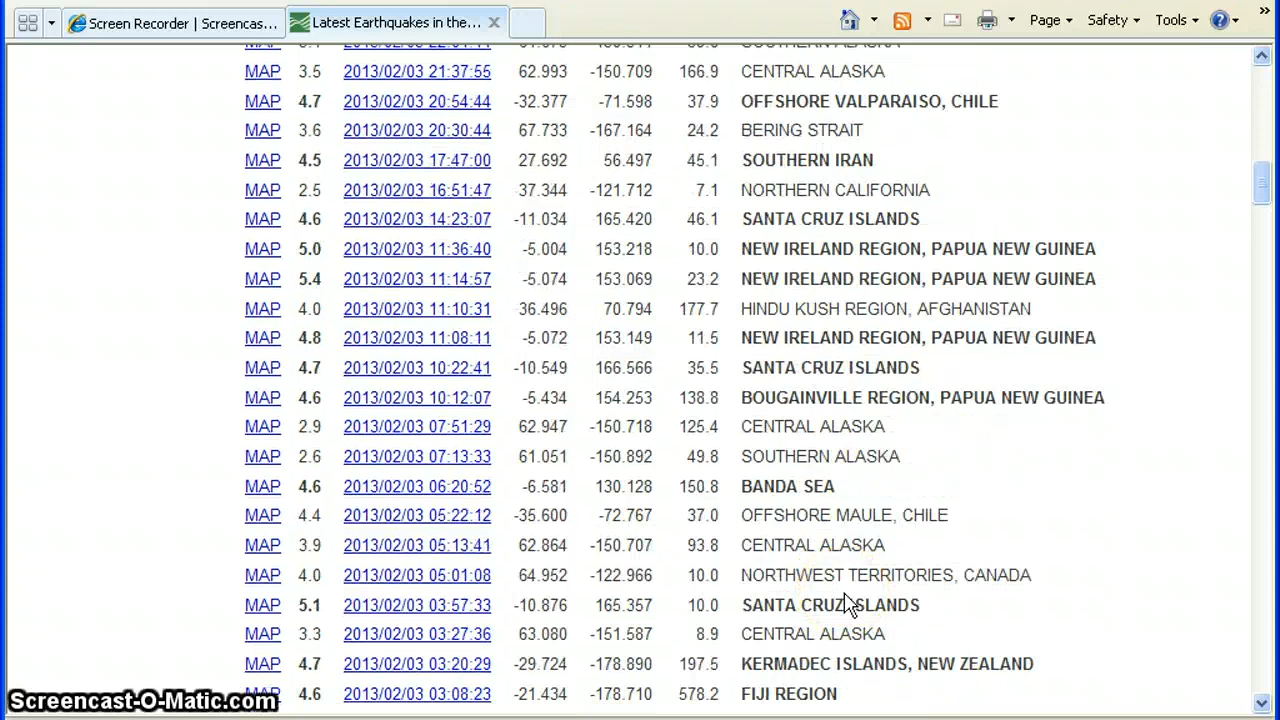 Screen Recorder | Screencas...
Latest Earthquakes in the...
Page Safety Tools
MAP 3.5 2013/02/03 21:37:55 62.993 -150.709 166.9 CENTRAL ALASKA
MAP 4.7 2013/02/03 20:54:44 -32.377 -71.598 37.9 OFFSHORE VALPARAISO, CHILE
MAP 3.6 2013/02/03 20:30:44 67.733 -167.164 24.2 BERING STRAIT
MAP 4.5 2013/02/03 17:47:00 27.692 56.497 45.1 SOUTHERN IRAN
MAP 2.5 2013/02/03 16:51:47 37.344 -121.712 7.1 NORTHERN CALIFORNIA
MAP 4.6 2013/02/03 14:23:07 -11.034 165.420 46.1 SANTA CRUZ ISLANDS
MAP 5.0 2013/02/03 11:36:40 -5.004 153.218 10.0 NEW IRELAND REGION, PAPUA NEW GUINEA
MAP 5.4 2013/02/03 11:14:57 -5.074 153.069 23.2 NEW IRELAND REGION, PAPUA NEW GUINEA
MAP 4.0 2013/02/03 11:10:31 36.496 70.794 177.7 HINDU KUSH REGION, AFGHANISTAN
MAP 4.8 2013/02/03 11:08:11 -5.072 153.149 11.5 NEW IRELAND REGION, PAPUA NEW GUINEA
MAP 4.7 2013/02/03 10:22:41 -10.549 166.566 35.5 SANTA CRUZ ISLANDS
MAP 4.6 2013/02/03 10:12:07 -5.434 154.253 138.8 BOUGAINVILLE REGION, PAPUA NEW GUINEA
MAP 2.9 2013/02/03 07:51:29 62.947 -150.718 125.4 CENTRAL ALASKA
MAP 2.6 2013/02/03 07:13:33 61.051 -150.892 49.8 SOUTHERN ALASKA
MAP 4.6 2013/02/03 06:20:52 -6.581 130.128 150.8 BANDA SEA
MAP 4.4 2013/02/03 05:22:12 -35.600 -72.767 37.0 OFFSHORE MAULE, CHILE
MAP 3.9 2013/02/03 05:13:41 62.864 -150.707 93.8 CENTRAL ALASKA
MAP 4.0 2013/02/03 05:01:08 64.952 -122.966 10.0 NORTHWEST TERRITORIES, CANADA
MAP 5.1 2013/02/03 03:57:33 -10.876 165.357 10.0 SANTA CRUZ ISLANDS
MAP 3.3 2013/02/03 03:27:36 63.080 -151.587 8.9 CENTRAL ALASKA
MAP 4.7 2013/02/03 03:20:29 -29.724 -178.890 197.5 KERMADEC ISLANDS, NEW ZEALAND
MAP 4.6 2013/02/03 03:08:23 -21.434 -178.710 578.2 FIJI REGION
Screencast-O-Matic.com